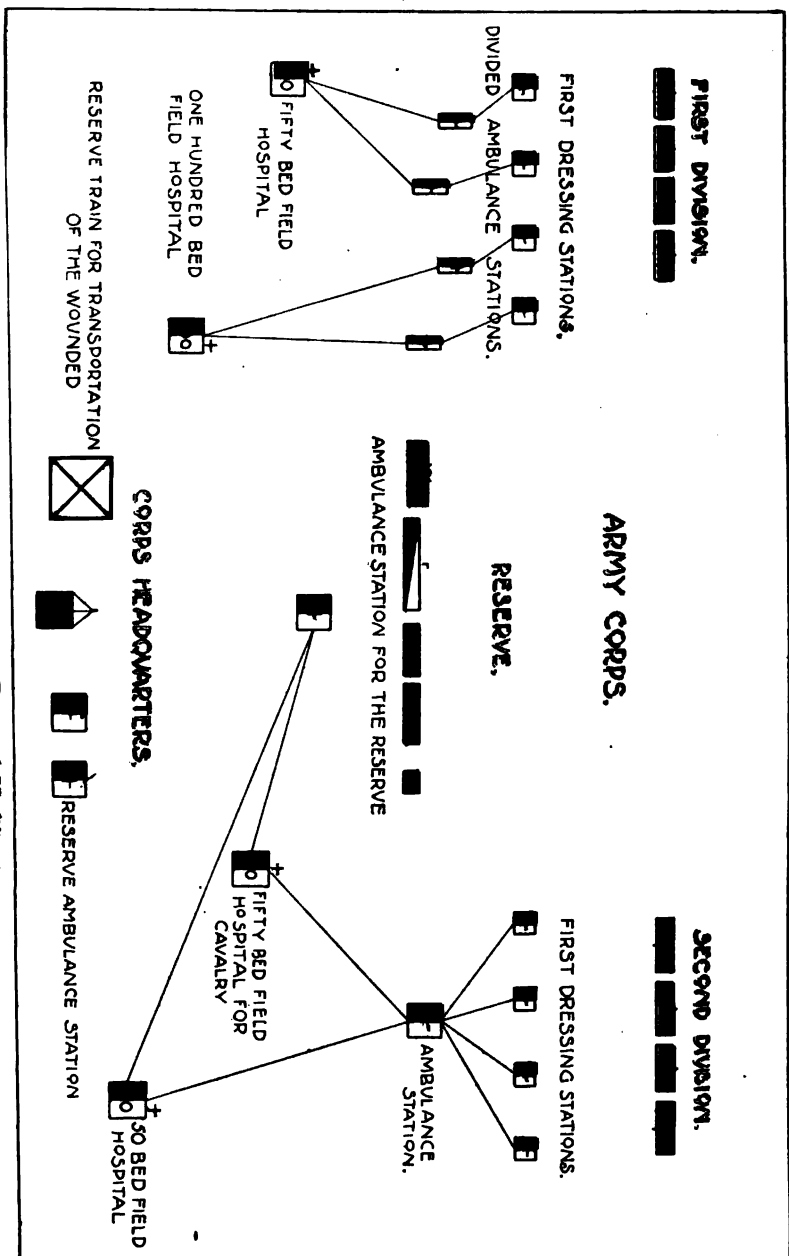 ARMY CORPS.
FIRST DIVISION.
SECOND DIVISION.
FIRST DRESSING STATIONS.
FIRST DRESSING STATIONS.
DIVIDED AMBULANCE STATIONS.
RESERVE.
AMBULANCE STATION.
AMBULANCE STATION FOR THE RESERVE
FIFTY BED FIELD
HOSPITAL
FIFTY BED FIELD
HOSPITAL FOR
CAVALRY
ONE HUNDRED BED
FIELD HOSPITAL
50 BED FIELD
HOSPITAL
CORPS HEADQUARTERS.
RESERVE TRAIN FOR TRANSPORTATION
OF THE WOUNDED
RESERVE AMBULANCE STATION